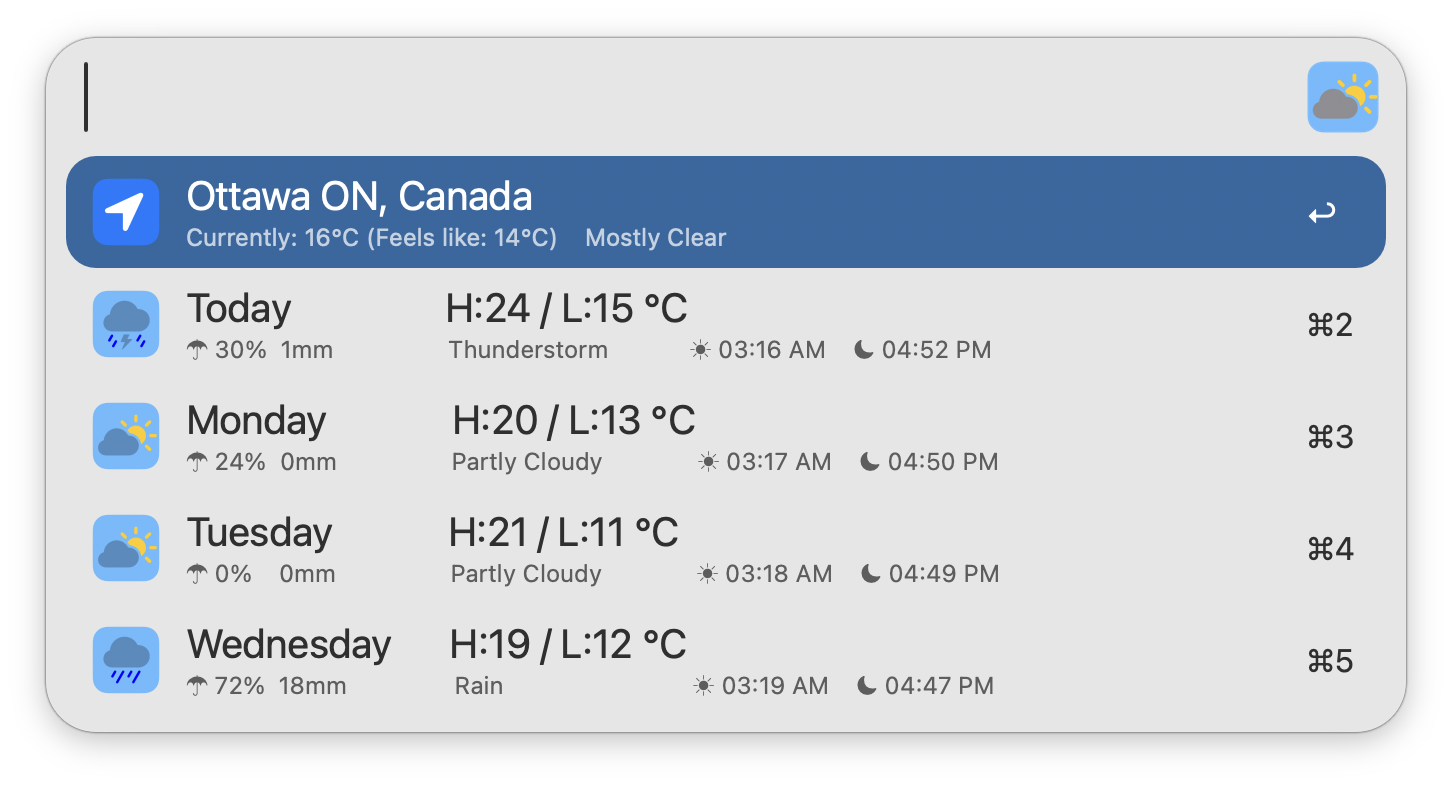 Ottawa ON, Canada
Currently: 16°C (Feels like: 14°C) Mostly Clear
Today H:24 / L:15 °C
30% 1mm Thunderstorm 03:16 AM 04:52 PM
⌘2
Monday H:20 / L:13 °C
24% 0mm Partly Cloudy 03:17 AM 04:50 PM
⌘3
Tuesday H:21 / L:11 °C
0% 0mm Partly Cloudy 03:18 AM 04:49 PM
⌘4
Wednesday H:19 / L:12 °C
72% 18mm Rain 03:19 AM 04:47 PM
⌘5